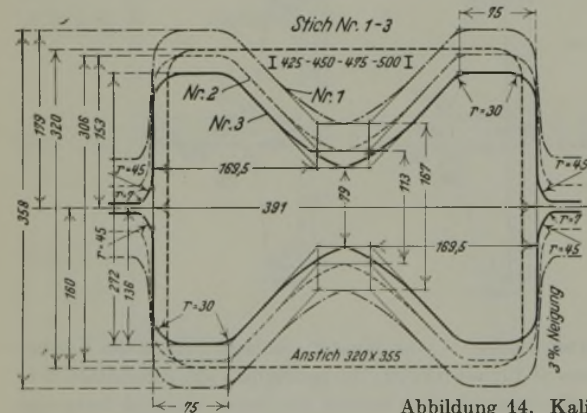 75
Stich Nr. 1-3
I 425-450-475-500 I
Nr. 2
Nr. 1
Nr. 3
r=30
179
320
306
153
358
r=45
169,5
79
113
167
r=45
391
r=7
160
r=45
169,5
r=45
272
136
r=30
3% Neigung
Anstich 320 x 355
75
Abbildung 14. Kali